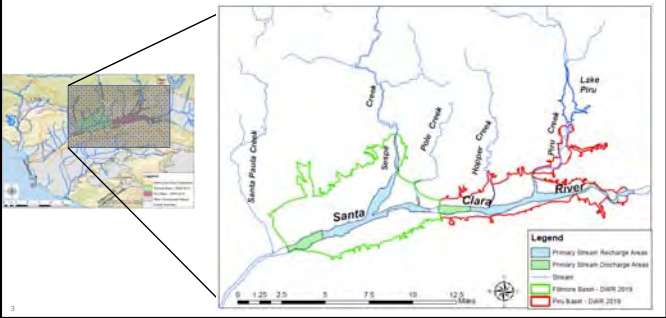 Lake
Piru
Creek
Creek
Creek
Creek
Piru
Pole
Hopper
Santa Paula Creek
Sespe
River
Clara
Santa
Legend
Primary Stream Recharge Areas
Primary Stream Discharge Areas
Stream
Fillmore Basin - DWR 2019
Piru Basin - DWR 2019
0 1.25 2.5 5 7.5 10 12.5
Miles
Legend
3